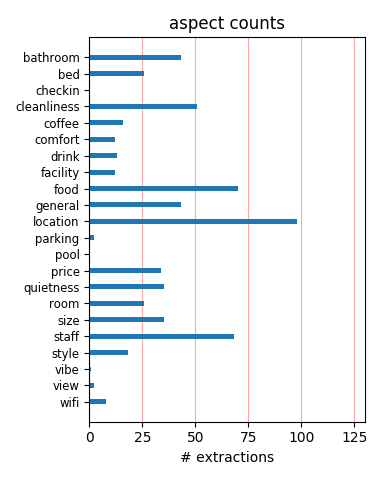 aspect counts
bathroom
bed
checkin
cleanliness
coffee
comfort
drink
facility
food
general
location
parking
pool
price
quietness
room
size
staff
style
vibe
view
wifi
0 25 50 75 100 125
# extractions